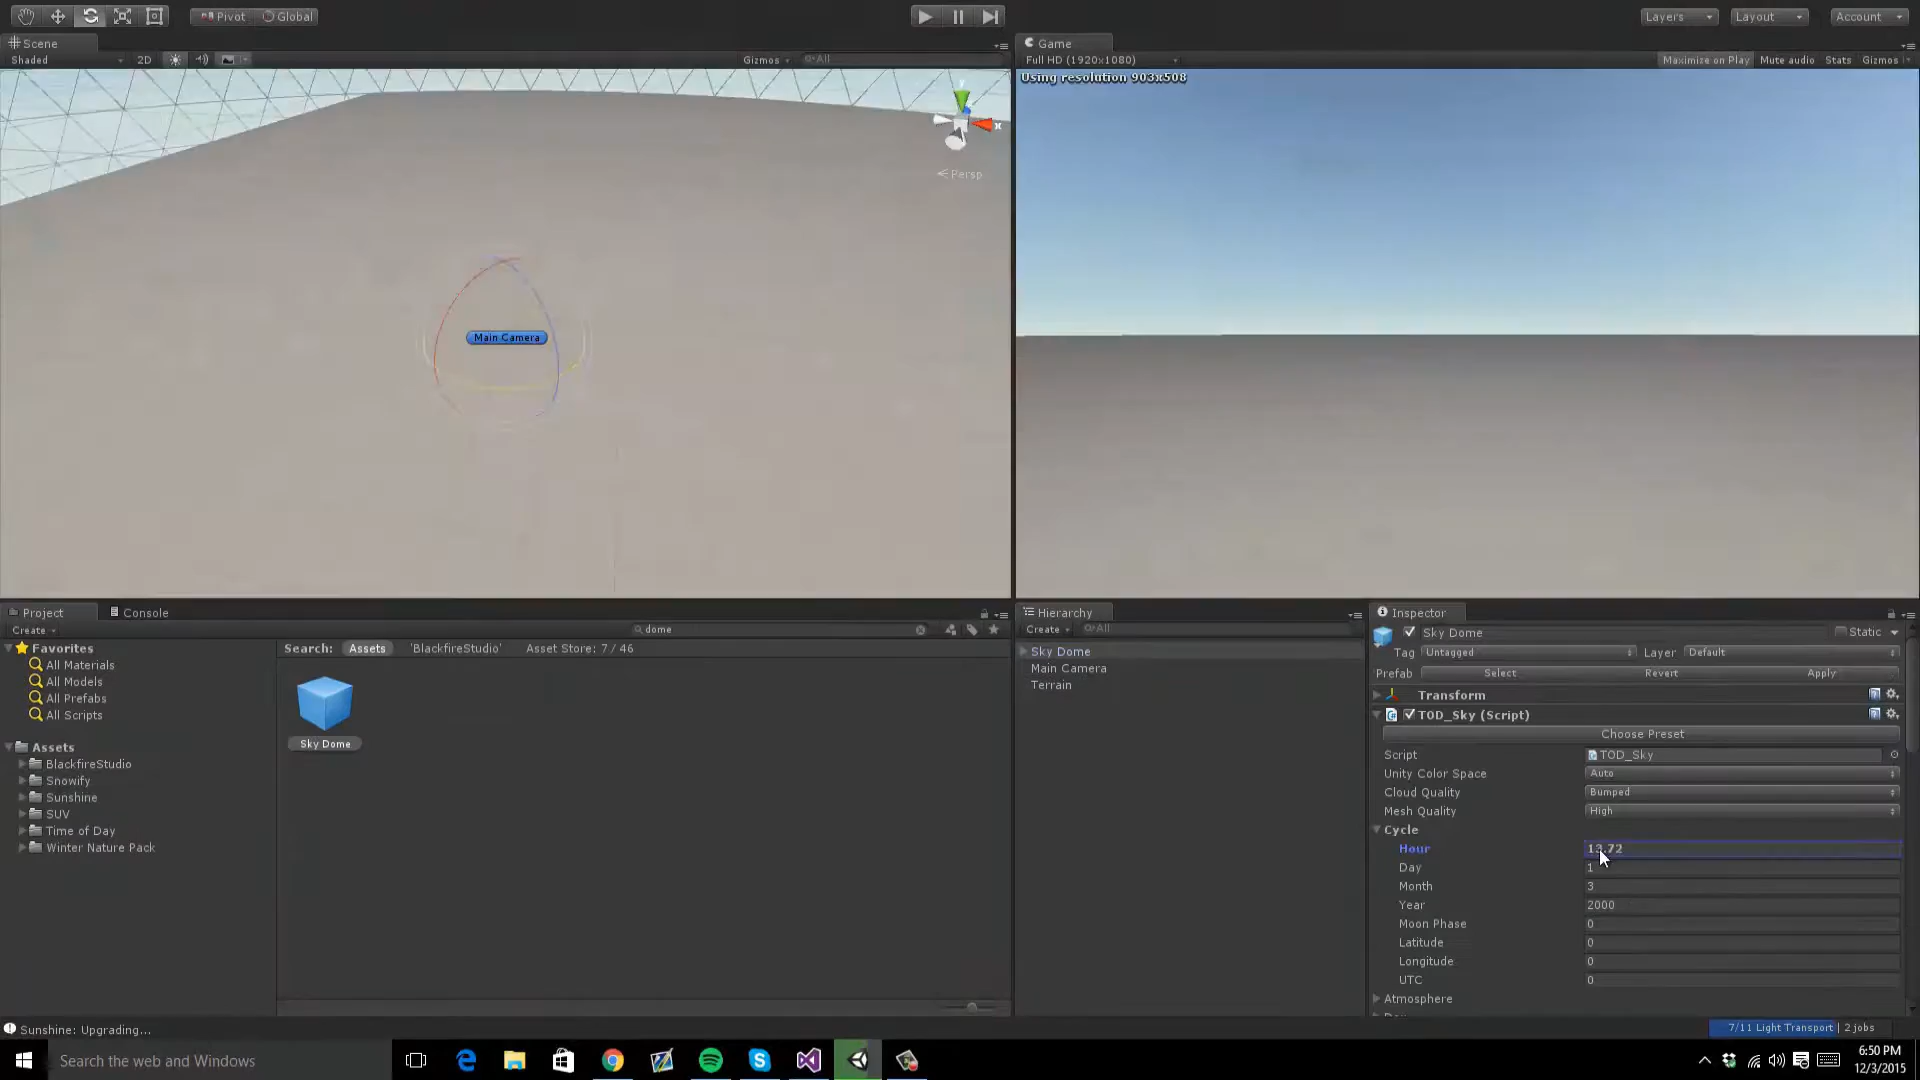 Pivot Global Layers Layout Account
Scene
Shaded 2D Gizmos All
x
Persp
Main Camera
Game
Full HD (1920x1080) Maximize on Play Mute audio Stats Gizmos
Using resolution 903x508
Project Console
Create dome
Favorites
All Materials
All Models
All Prefabs
All Scripts
Assets
BlackfireStudio
Snowify
Sunshine
SUV
Time of Day
Winter Nature Pack
Search: Assets 'BlackfireStudio' Asset Store: 7 / 46
Sky Dome
Hierarchy
Create All
Sky Dome
Main Camera
Terrain
Inspector
Sky Dome Static
Tag Untagged Layer Default
Prefab Select Revert Apply
Transform
TOD_Sky (Script)
Choose Preset
Script TOD_Sky
Unity Color Space Auto
Cloud Quality Bumped
Mesh Quality High
Cycle
Hour
Day 1
Month 3
Year 2000
Moon Phase 0
Latitude 0
Longitude 0
UTC 0
Atmosphere
Sunshine: Upgrading...
7/11 Light Transport 2 jobs
Search the web and Windows
6:50 PM
12/3/2015